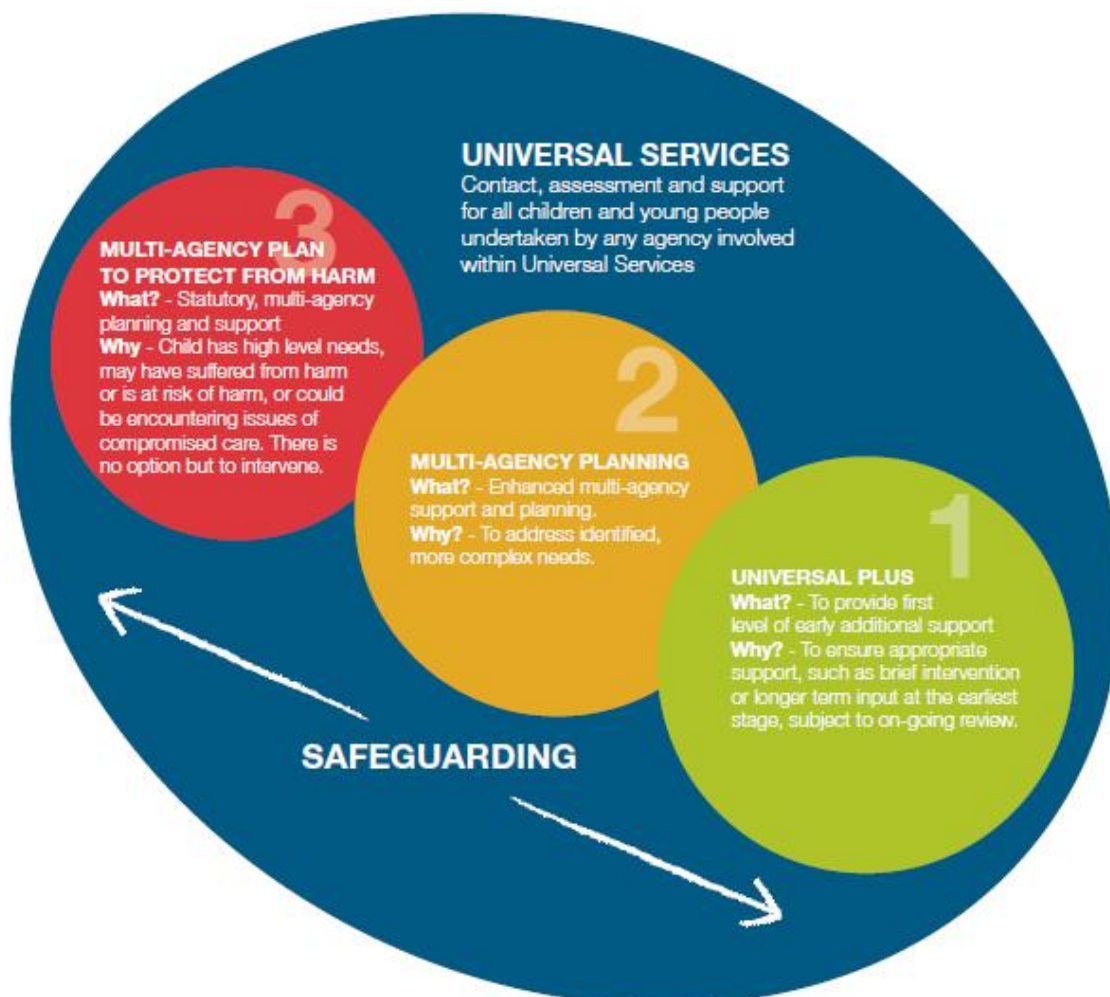 UNIVERSAL SERVICES
Contact, assessment and support
for all children and young people
undertaken by any agency involved
within Universal Services
3
MULTI-AGENCY PLAN
TO PROTECT FROM HARM
What? - Statutory, multi-agency
planning and support
Why - Child has high level needs,
may have suffered from harm
or is at risk of harm, or could
be encountering issues of
compromised care. There is
no option but to intervene.
2
MULTI-AGENCY PLANNING
What? - Enhanced multi-agency
support and planning.
Why? - To address identified,
more complex needs.
1
UNIVERSAL PLUS
What? - To provide first
level of early additional support
Why? - To ensure appropriate
support, such as brief intervention
or longer term input at the earliest
stage, subject to on-going review.
SAFEGUARDING